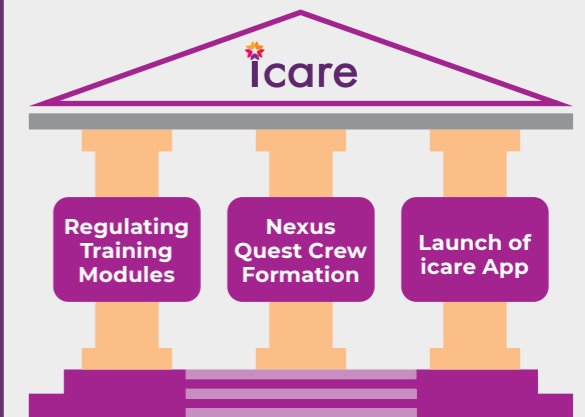 icare
Regulating
Training
Modules
Nexus
Quest Crew
Formation
Launch of
icare App